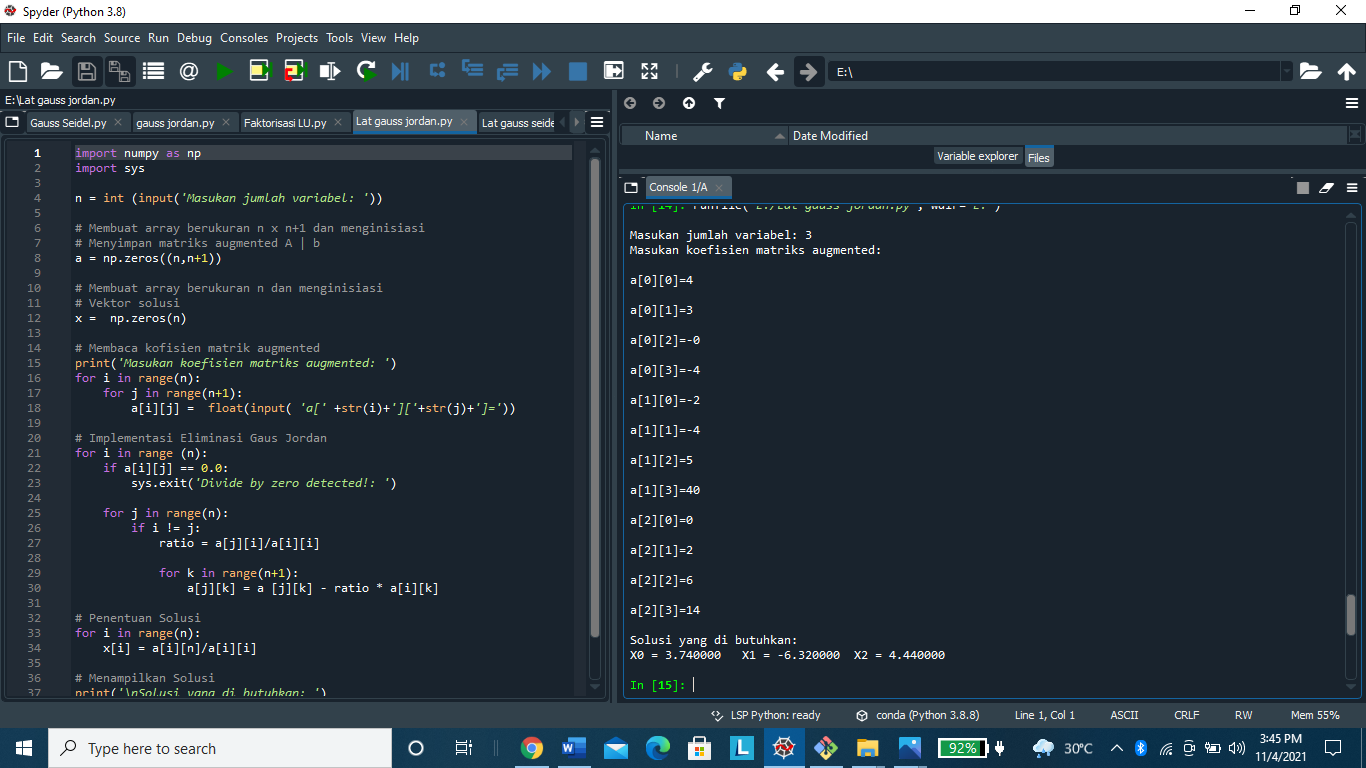 Spyder (Python 3.8)
File Edit Search Source Run Debug Consoles Projects Tools View Help
E:\
E:\Lat gauss jordan.py
Gauss Seidel.py
gauss jordan.py
Faktorisasi LU.py
Lat gauss jordan.py
Lat gauss seide
1 import numpy as np
2 import sys
3
4 n = int (input('Masukan jumlah variabel: '))
5
6 # Membuat array berukuran n x n+1 dan menginisiasi
7 # Menyimpan matriks augmented A | b
8 a = np.zeros((n,n+1))
9
10 # Membuat array berukuran n dan menginisiasi
11 # Vektor solusi
12 x =  np.zeros(n)
13
14 # Membaca kofisien matrik augmented
15 print('Masukan koefisien matriks augmented: ')
16 for i in range(n):
17     for j in range(n+1):
18         a[i][j] =  float(input( 'a[' +str(i)+']['+str(j)+']='))
19
20 # Implementasi Eliminasi Gaus Jordan
21 for i in range (n):
22     if a[i][j] == 0.0:
23         sys.exit('Divide by zero detected!: ')
24
25     for j in range(n):
26         if i != j:
27             ratio = a[j][i]/a[i][i]
28
29             for k in range(n+1):
30                 a[j][k] = a [j][k] - ratio * a[i][k]
31
32 # Penentuan Solusi
33 for i in range(n):
34     x[i] = a[i][n]/a[i][i]
35
36 # Menampilkan Solusi
37 print('\nSolusi yang di butuhkan: ')
Name Date Modified
Variable explorer Files
Console 1/A
In [14]: runfile('E:/Lat gauss jordan.py', wdir='E:')
Masukan jumlah variabel: 3
Masukan koefisien matriks augmented:
a[0][0]=4
a[0][1]=3
a[0][2]=-0
a[0][3]=-4
a[1][0]=-2
a[1][1]=-4
a[1][2]=5
a[1][3]=40
a[2][0]=0
a[2][1]=2
a[2][2]=6
a[2][3]=14
Solusi yang di butuhkan:
X0 = 3.740000   X1 = -6.320000  X2 = 4.440000
In [15]:
LSP Python: ready conda (Python 3.8.8) Line 1, Col 1 ASCII CRLF RW Mem 55%
Type here to search
W
L
92%
30°C
3:45 PM
11/4/2021